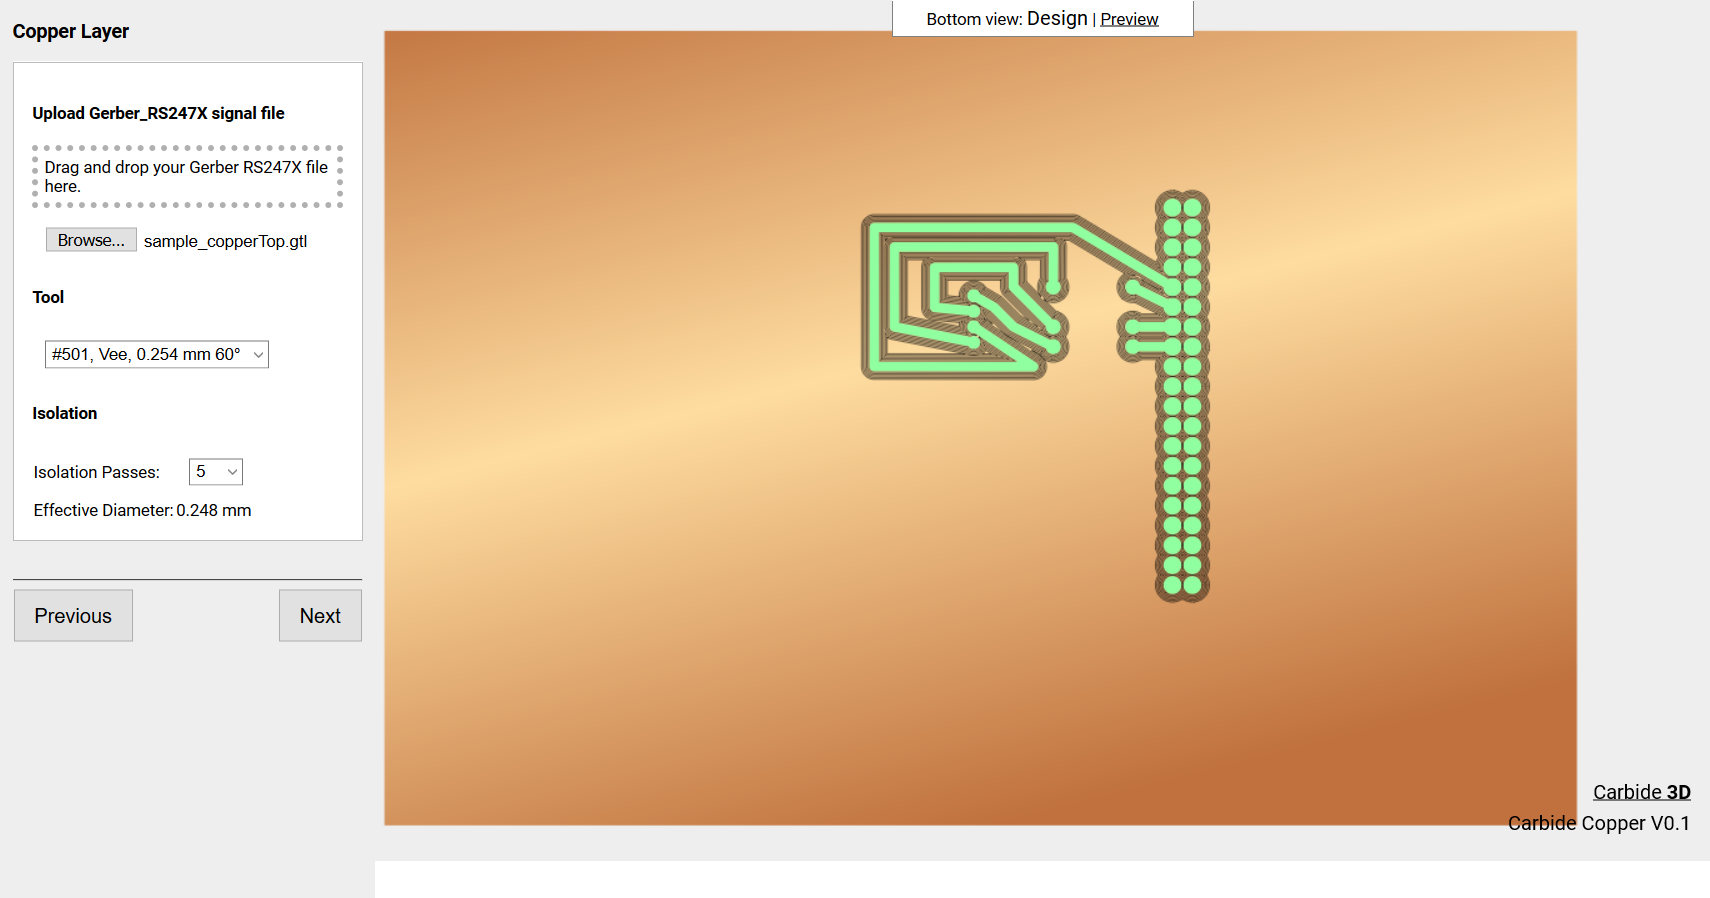 Copper Layer
Bottom view: Design | Preview
Upload Gerber_RS247X signal file
Drag and drop your Gerber RS247X file
here.
Browse... sample_copperTop.gtl
Tool
#501, Vee, 0.254 mm 60°
Isolation
Isolation Passes: 5
Effective Diameter: 0.248 mm
Previous Next
Carbide 3D
Carbide Copper V0.1